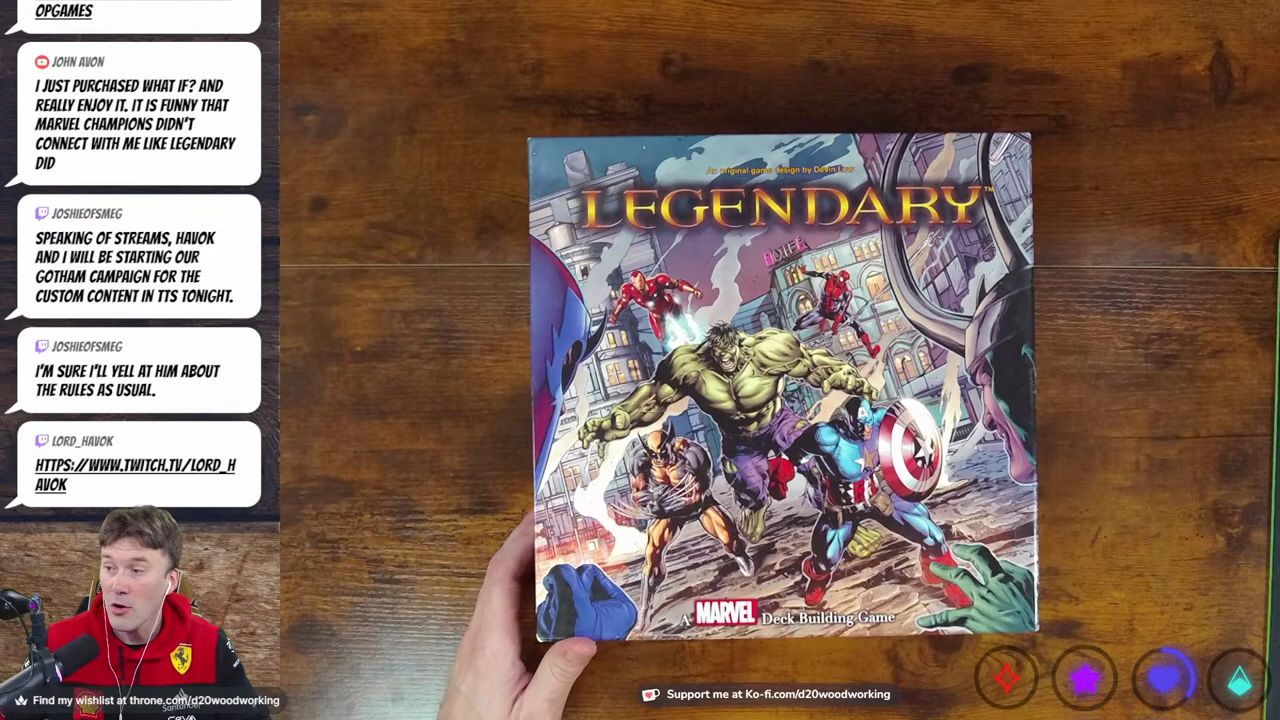 OPGAMES
JOHN AVON
I JUST PURCHASED WHAT IF? AND
REALLY ENJOY IT. IT IS FUNNY THAT
MARVEL CHAMPIONS DIDN'T
CONNECT WITH ME LIKE LEGENDARY
DID
JOSHIEOFSMEG
SPEAKING OF STREAMS, HAVOK
AND I WILL BE STARTING OUR
GOTHAM CAMPAIGN FOR THE
CUSTOM CONTENT IN TTS TONIGHT.
JOSHIEOFSMEG
I'M SURE I'LL YELL AT HIM ABOUT
THE RULES AS USUAL.
LORD_HAVOK
HTTPS://WWW.TWITCH.TV/LORD_H
AVOK
An original game design by Devin Low
LEGENDARY™
HOTEL
A MARVEL Deck Building Game
Find my wishlist at throne.com/d20woodworking
Santander
Support me at Ko-fi.com/d20woodworking